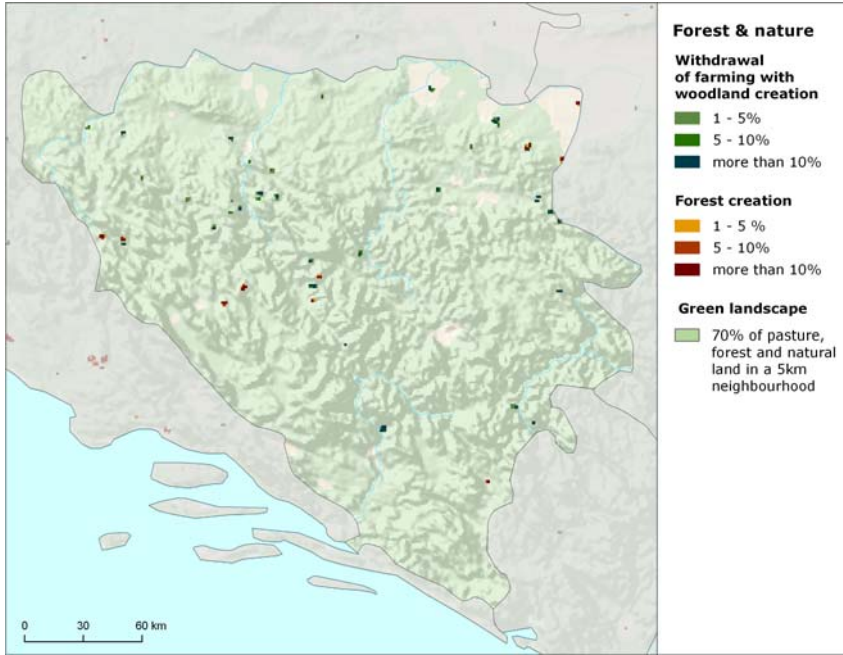 Forest & nature
Withdrawal
of farming with
woodland creation
1 - 5%
5 - 10%
more than 10%
Forest creation
1 - 5 %
5 - 10%
more than 10%
Green landscape
70% of pasture,
forest and natural
land in a 5km
neighbourhood
0 30 60 km